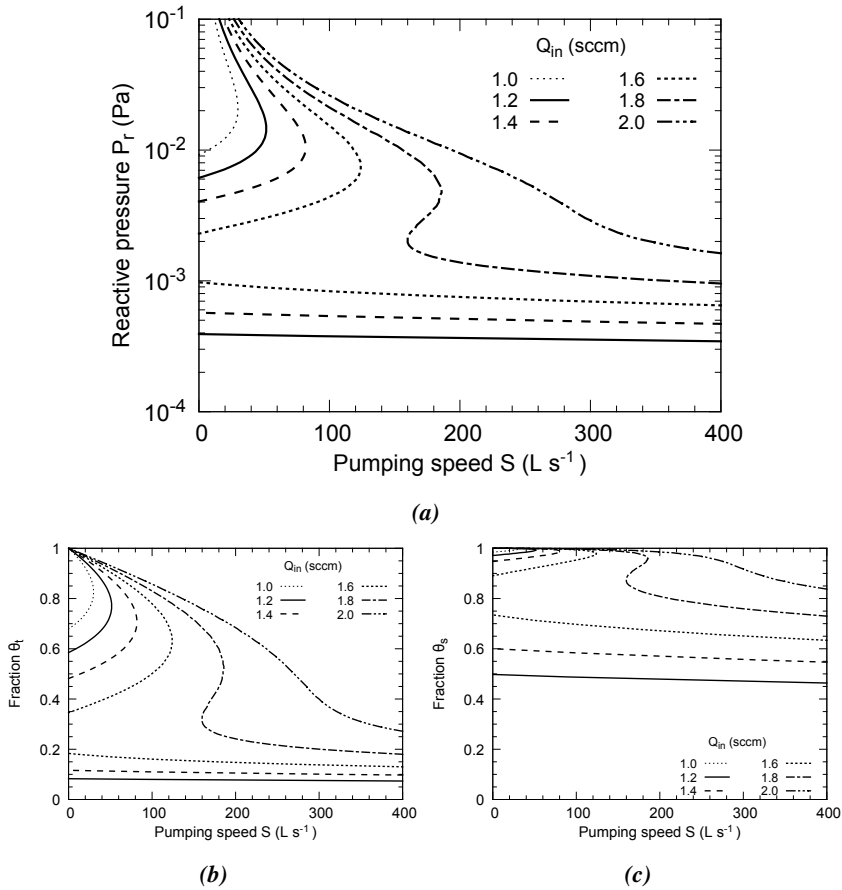 10⁻¹
10⁻²
10⁻³
10⁻⁴
Reactive pressure Pᵣ (Pa)
Q_in (sccm)
1.0 1.6
1.2 1.8
1.4 2.0
0 100 200 300 400
Pumping speed S (L s⁻¹)
(a)
1
0.8
0.6
0.4
0.2
0
Fraction θₜ
Q_in (sccm)
1.0 1.6
1.2 1.8
1.4 2.0
0 100 200 300 400
Pumping speed S (L s⁻¹)
(b)
1
0.8
0.6
0.4
0.2
0
Fraction θₛ
Q_in (sccm)
1.0 1.6
1.2 1.8
1.4 2.0
0 100 200 300 400
Pumping speed S (L s⁻¹)
(c)